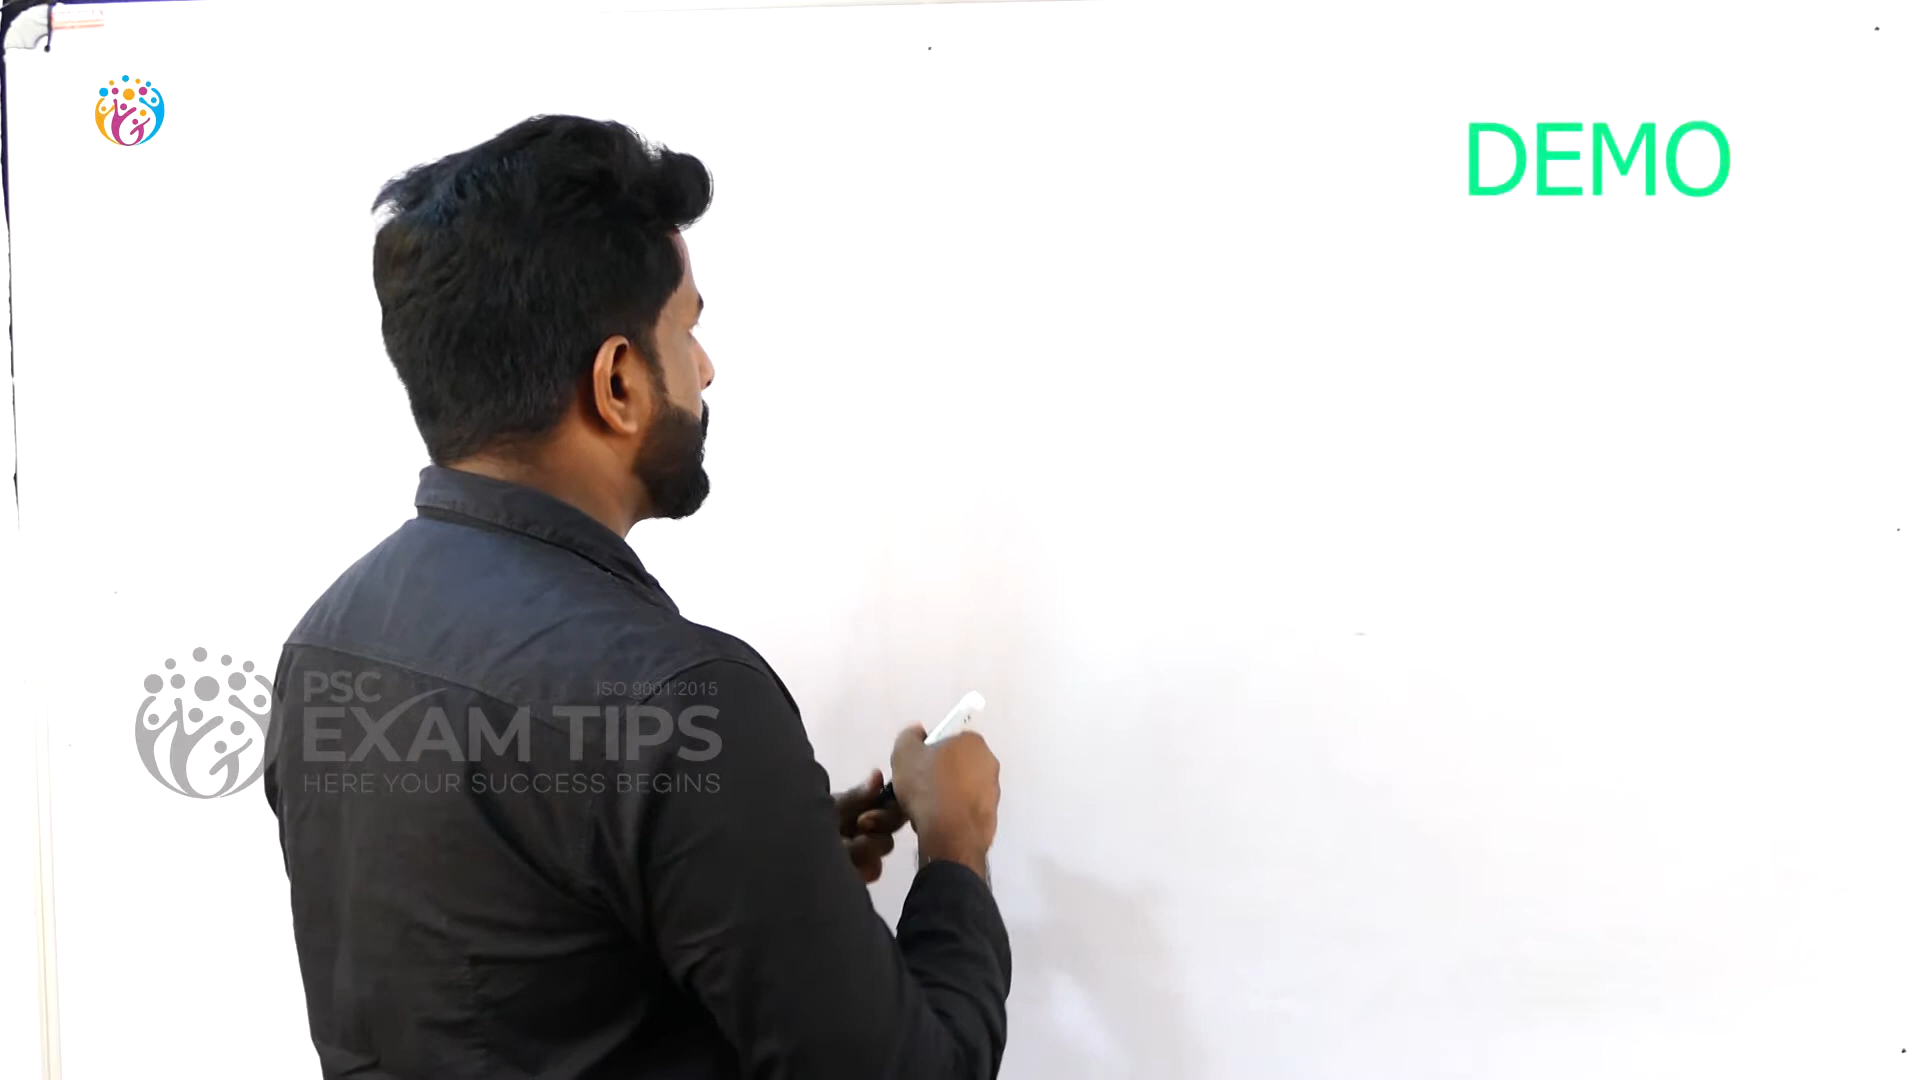 DEMO
PSC
ISO 9001:2015
EXAM TIPS
HERE YOUR SUCCESS BEGINS